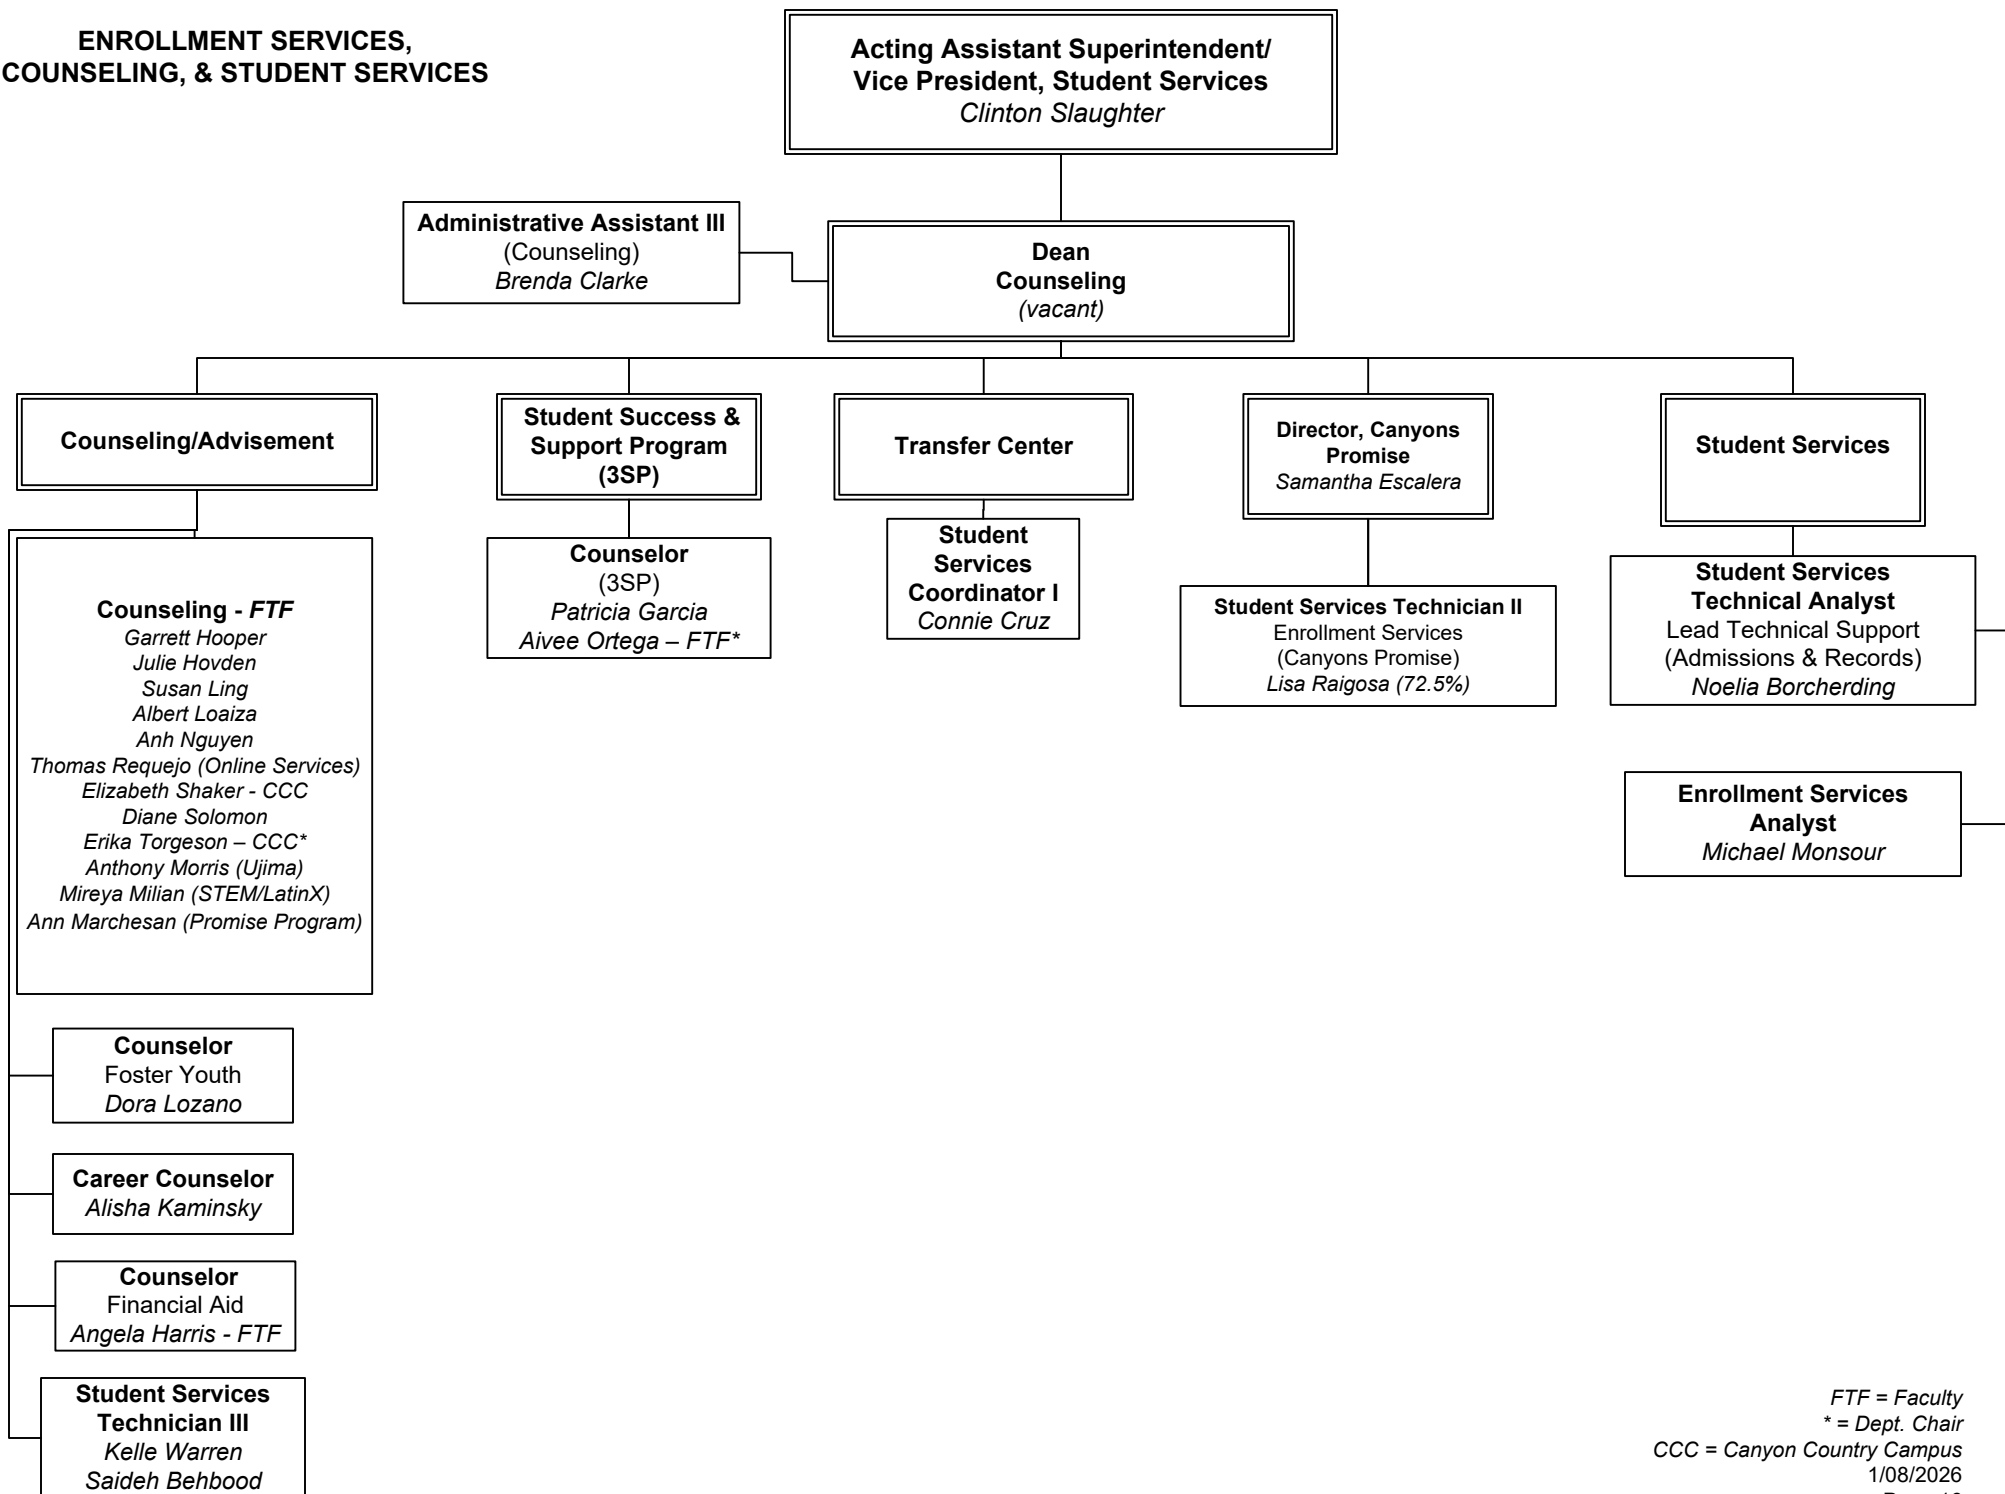 ENROLLMENT SERVICES,
COUNSELING, & STUDENT SERVICES
Acting Assistant Superintendent/
Vice President, Student Services
Clinton Slaughter
Administrative Assistant III
(Counseling)
Brenda Clarke
Dean
Counseling
(vacant)
Counseling/Advisement
Student Success &
Support Program
(3SP)
Transfer Center
Director, Canyons
Promise
Samantha Escalera
Student Services
Counseling - FTF
Garrett Hooper
Julie Hovden
Susan Ling
Albert Loaiza
Anh Nguyen
Thomas Requejo (Online Services)
Elizabeth Shaker - CCC
Diane Solomon
Erika Torgeson – CCC*
Anthony Morris (Ujima)
Mireya Milian (STEM/LatinX)
Ann Marchesan (Promise Program)
Counselor
(3SP)
Patricia Garcia
Aivee Ortega – FTF*
Student
Services
Coordinator I
Connie Cruz
Student Services Technician II
Enrollment Services
(Canyons Promise)
Lisa Raigosa (72.5%)
Student Services
Technical Analyst
Lead Technical Support
(Admissions & Records)
Noelia Borcherding
Enrollment Services
Analyst
Michael Monsour
Counselor
Foster Youth
Dora Lozano
Career Counselor
Alisha Kaminsky
Counselor
Financial Aid
Angela Harris - FTF
Student Services
Technician III
Kelle Warren
Saideh Behbood
FTF = Faculty
* = Dept. Chair
CCC = Canyon Country Campus
1/08/2026